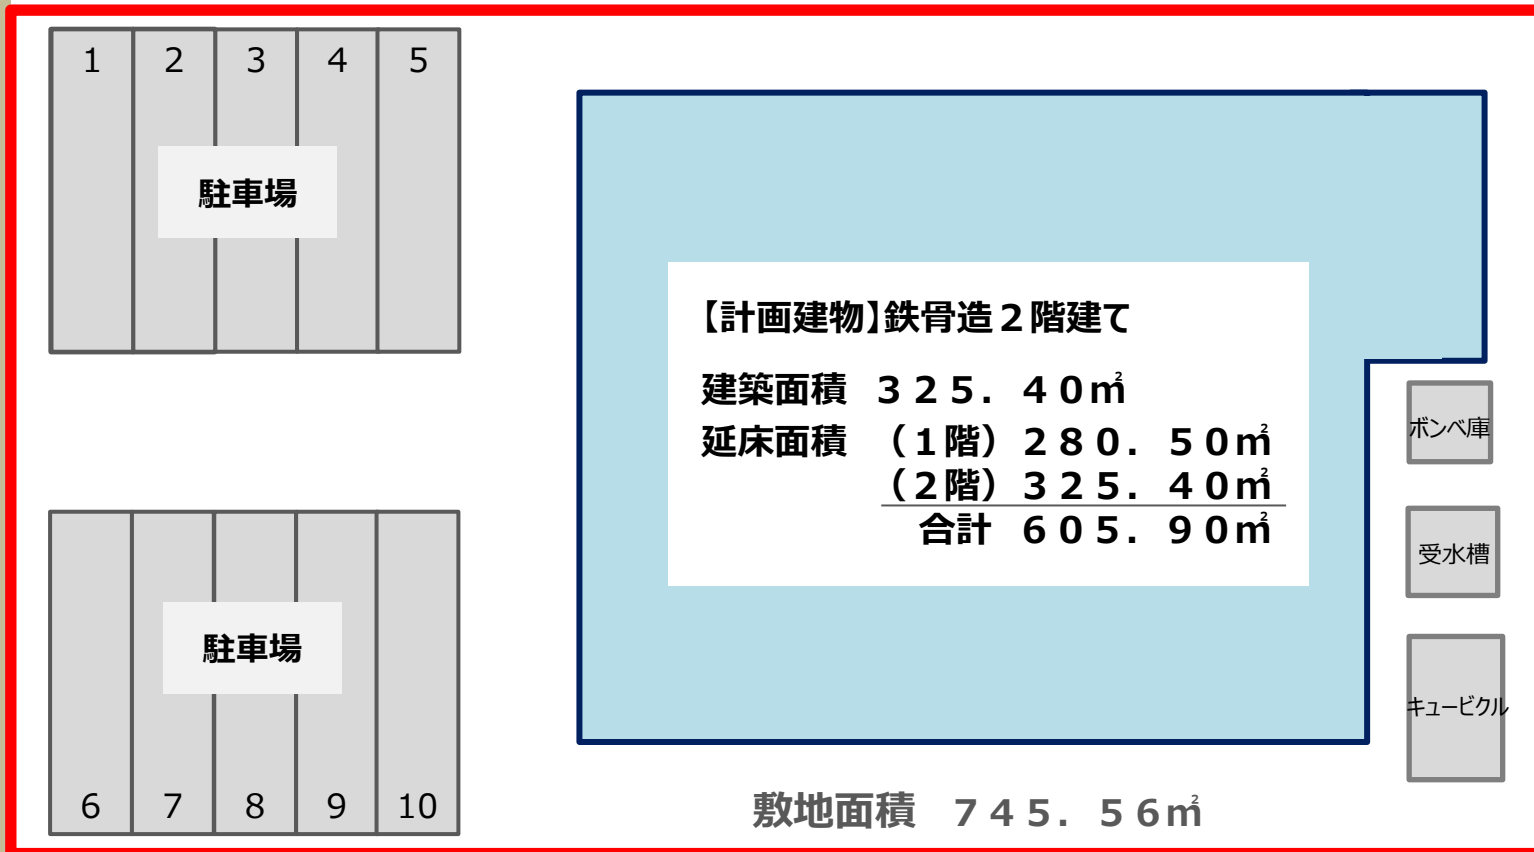 1 2 3 4 5
駐車場
【計画建物】鉄骨造２階建て
建築面積 ３２５．４０㎡
延床面積 （１階）２８０．５０㎡
（２階）３２５．４０㎡
合計 ６０５．９０㎡
ボンベ庫
受水槽
キュービクル
駐車場
6 7 8 9 10
敷地面積 ７４５．５６㎡